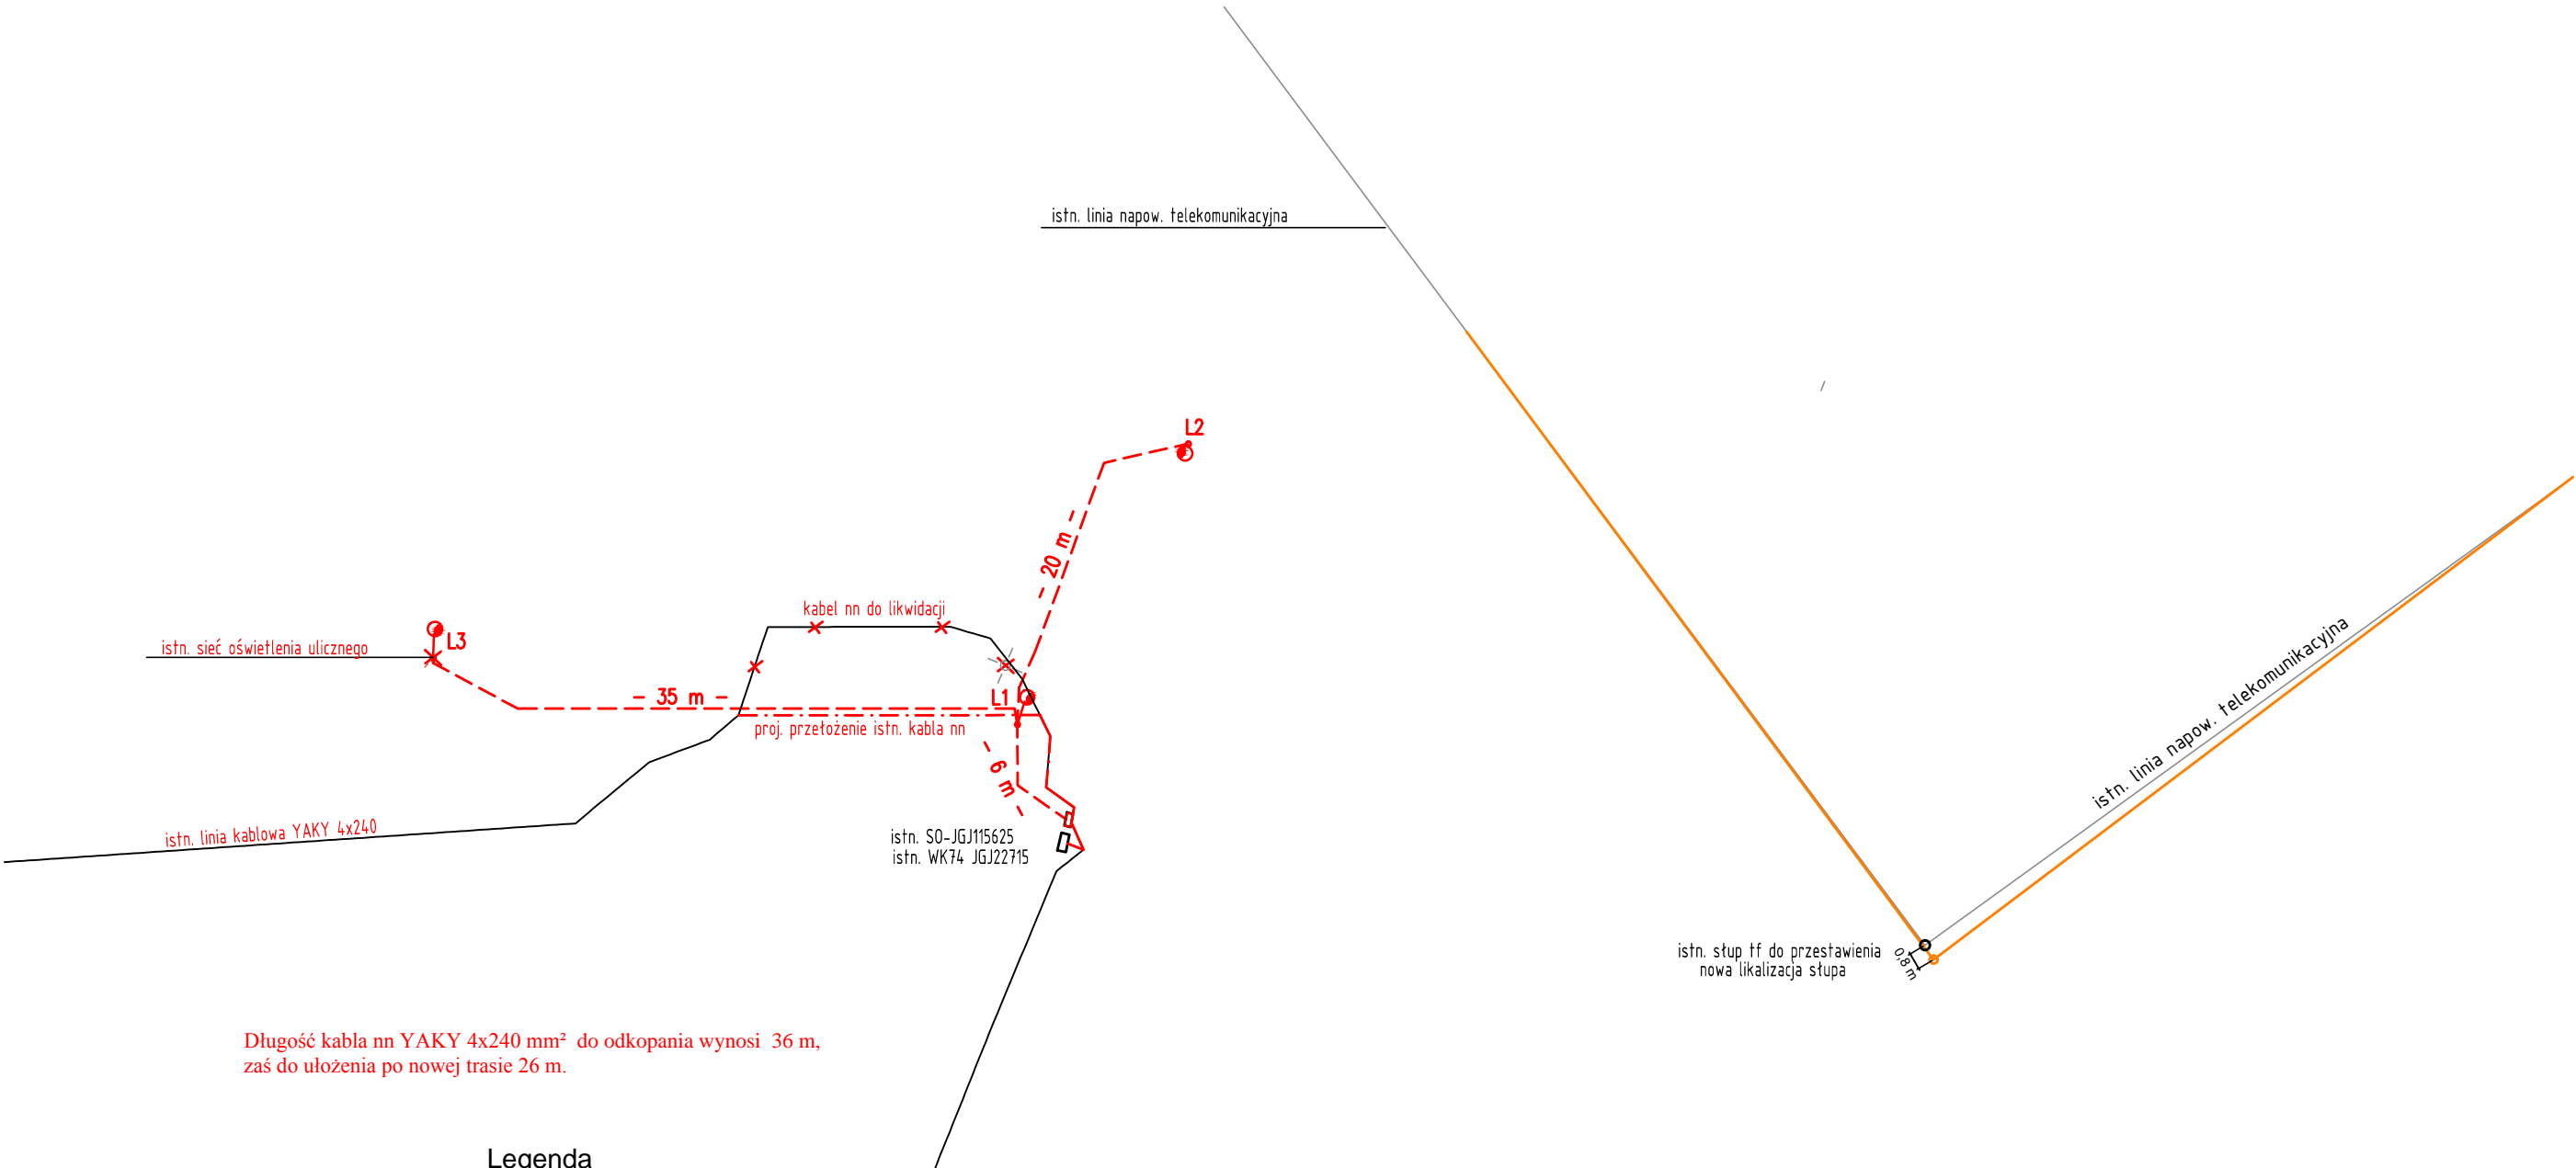 istn. linia napow. telekomunikacyjna
L2
- 20 m -
kabel nn do likwidacji
L3
istn. sieć oświetlenia ulicznego
- 35 m -
L1
proj. przełożenie istn. kabla nn
- 6 m -
istn. linia kablowa YAKY 4x240
istn. SO-JGJ115625
istn. WK74 JGJ22715
istn. linia napow. telekomunikacyjna
istn. słup tf do przestawienia
nowa likalizacja słupa
0,8 m
Długość kabla nn YAKY 4x240 mm² do odkopania wynosi 36 m,
zaś do ułożenia po nowej trasie 26 m.
Legenda